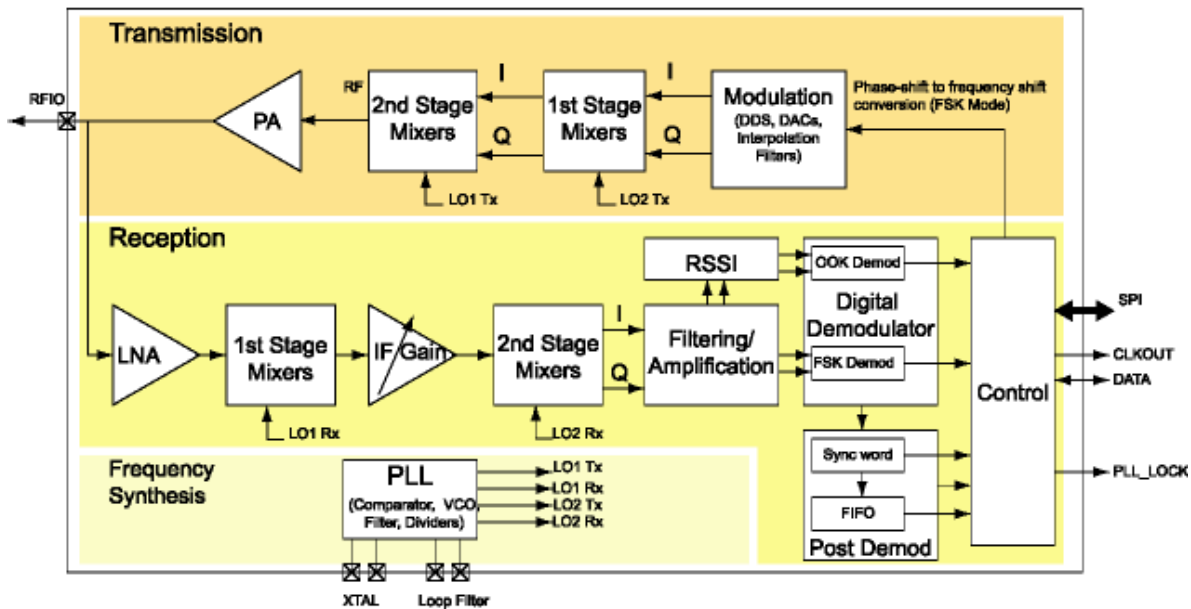 Transmission
RFIO
PA
RF
2nd Stage
Mixers
I
Q
1st Stage
Mixers
I
Q
Modulation
(DDS, DACs,
Interpolation
Filters)
Phase-shift to frequency shift
conversion (FSK Mode)
LO1 Tx
LO2 Tx
Reception
LNA
1st Stage
Mixers
LO1 Rx
IF Gain
2nd Stage
Mixers
LO2 Rx
I
Q
RSSI
Filtering/
Amplification
OOK Demod
Digital
Demodulator
FSK Demod
Sync word
FIFO
Post Demod
Control
SPI
CLKOUT
DATA
PLL_LOCK
Frequency
Synthesis
PLL
(Comparator, VCO,
Filter, Dividers)
LO1 Tx
LO1 Rx
LO2 Tx
LO2 Rx
XTAL
Loop Filter